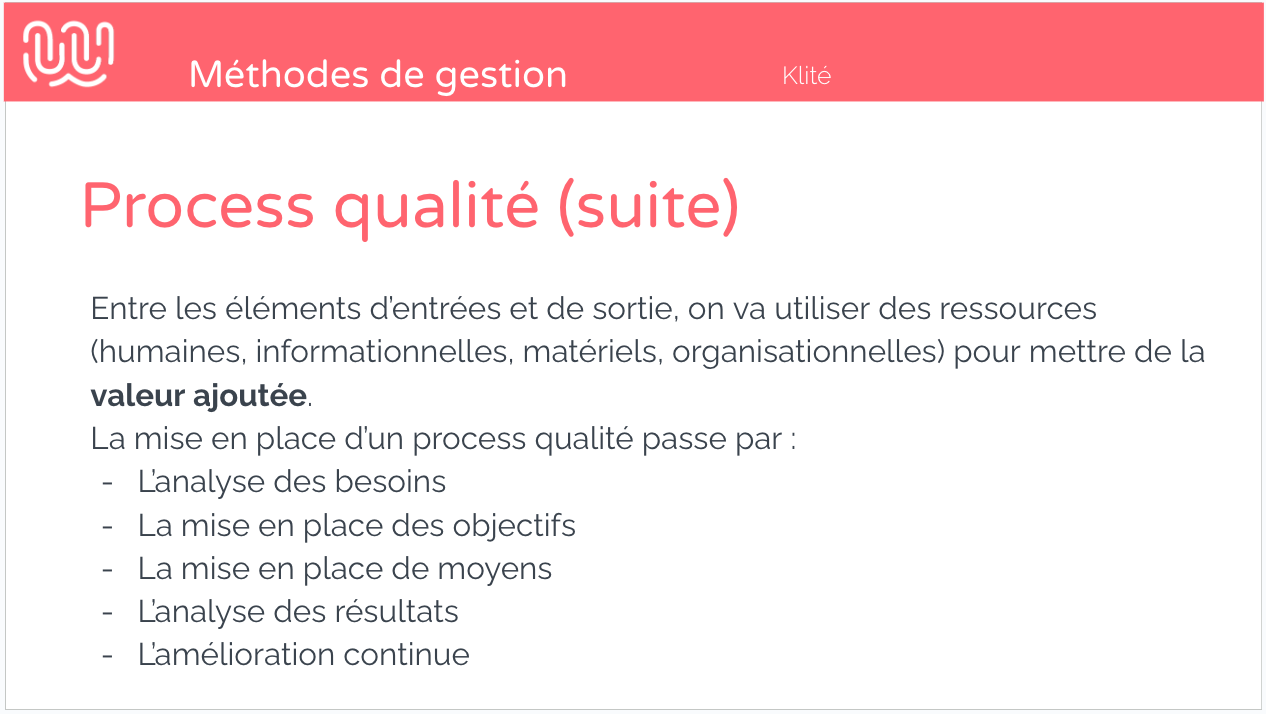 Méthodes de gestion
Klité
Process qualité (suite)
Entre les éléments d’entrées et de sortie, on va utiliser des ressources
(humaines, informationnelles, matériels, organisationnelles) pour mettre de la
valeur ajoutée.
La mise en place d’un process qualité passe par :
- L’analyse des besoins
- La mise en place des objectifs
- La mise en place de moyens
- L’analyse des résultats
- L’amélioration continue